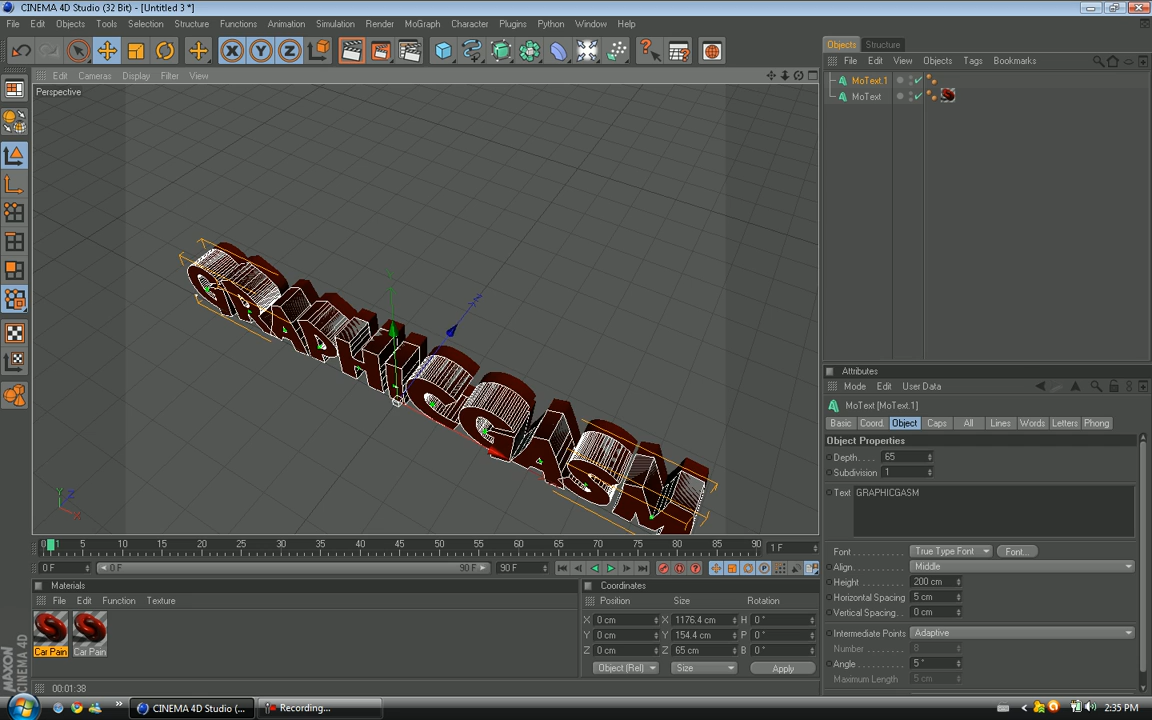 CINEMA 4D Studio (32 Bit) - [Untitled 3 *]
File Edit Objects Tools Selection Structure Functions Animation Simulation Render MoGraph Character Plugins Python Window Help
Edit Cameras Display Filter View
Perspective
GRAPHICGASM
Y Z X
0 1 5 10 15 20 25 30 35 40 45 50 55 60 65 70 75 80 85 90 1 F
0 F 0 F 90 F 90 F
Materials
File Edit Function Texture
Car Pain Car Pain
Coordinates
Position Size Rotation
X 0 cm X 1176.4 cm H 0 °
Y 0 cm Y 154.4 cm P 0 °
Z 0 cm Z 65 cm B 0 °
Object (Rel) Size Apply
Objects Structure
File Edit View Objects Tags Bookmarks
MoText.1
MoText
Attributes
Mode Edit User Data
MoText [MoText.1]
Basic Coord. Object Caps All Lines Words Letters Phong
Object Properties
Depth. . . . 65
Subdivision 1
Text GRAPHICGASM
Font True Type Font Font...
Align. Middle
Height 200 cm
Horizontal Spacing 5 cm
Vertical Spacing 0 cm
Intermediate Points Adaptive
Number 8
Angle 5 °
Maximum Length 5 cm
MAXON
CINEMA 4D
00:01:38
CINEMA 4D Studio (... Recording... 2:35 PM